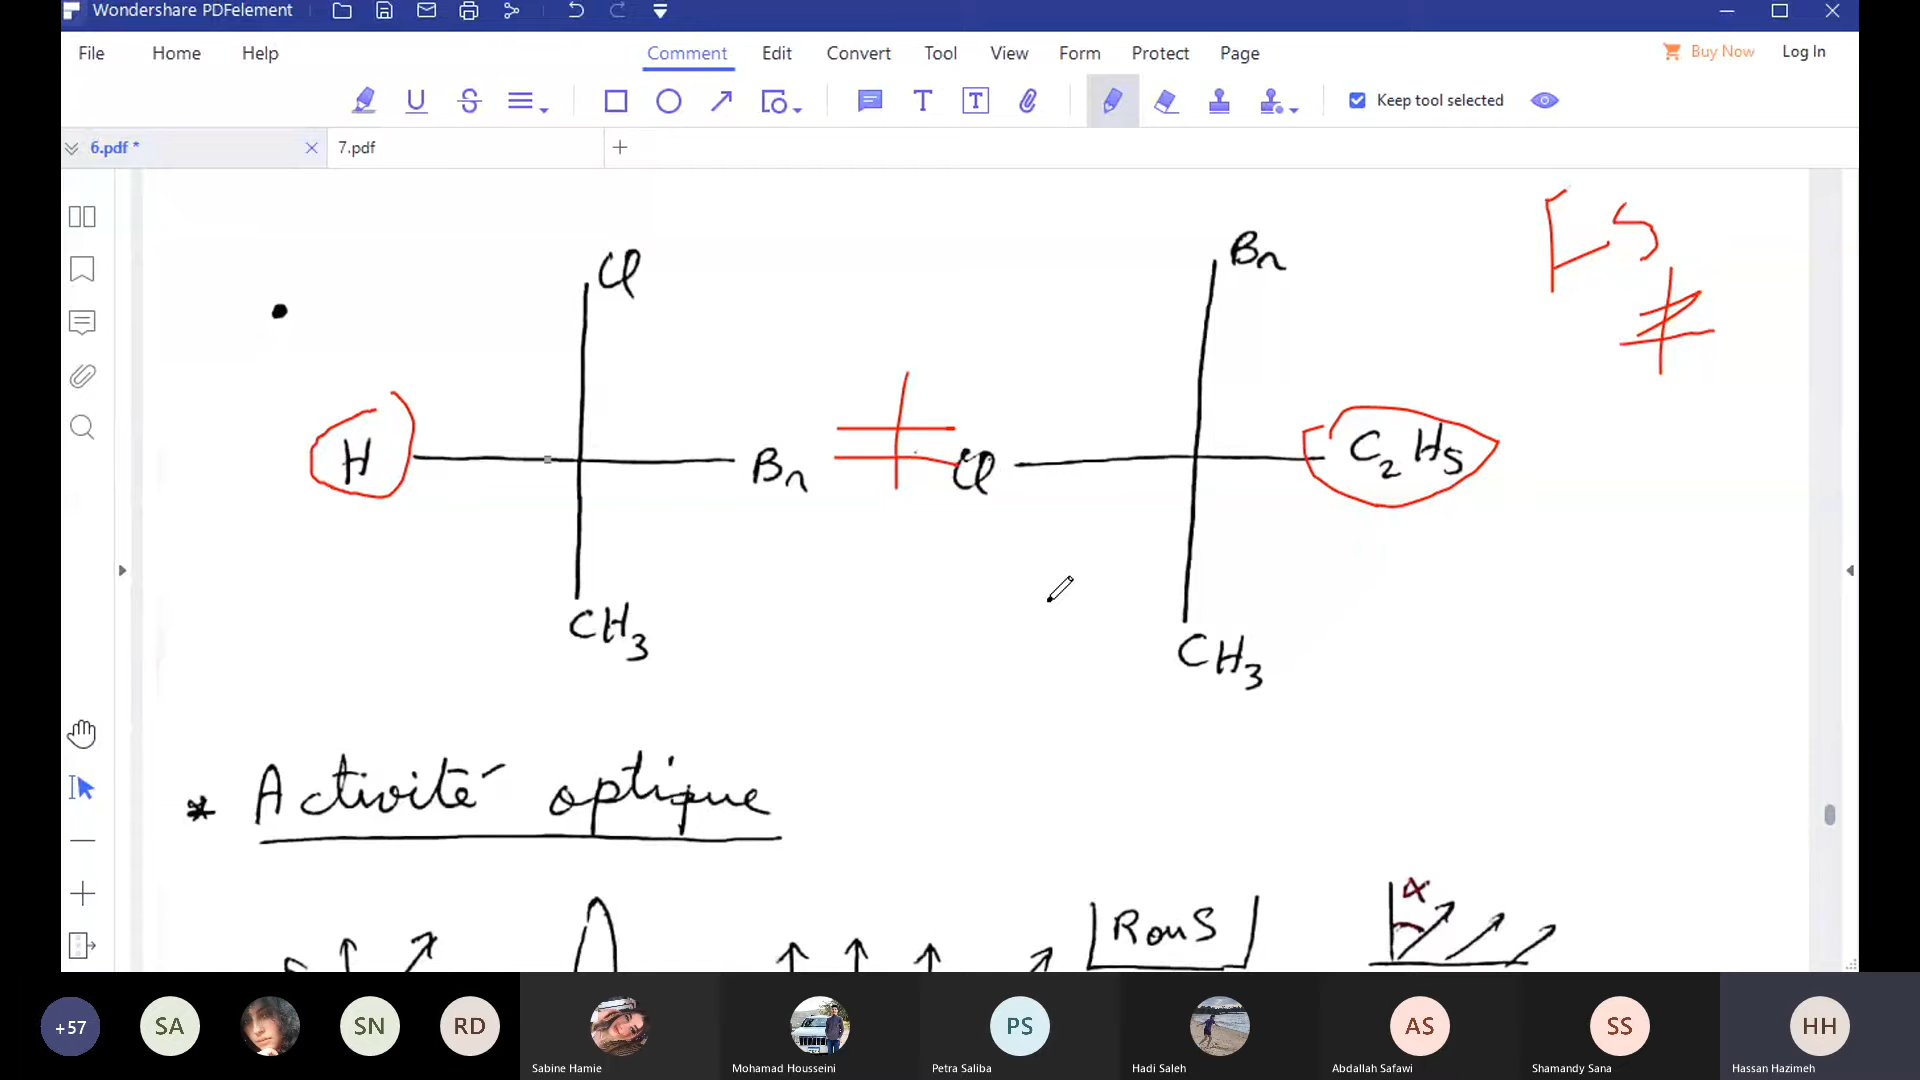 Wondershare PDFelement
File Home Help Comment Edit Convert Tool View Form Protect Page Buy Now Log In
Keep tool selected
6.pdf * 7.pdf
Cl Br Fs
≠
H Br ≠ Cl C2H5
CH3 CH3
* Activité optique
R ou S α
+57 SA SN RD PS AS SS HH
Sabine Hamie Mohamad Housseini Petra Saliba Hadi Saleh Abdallah Safawi Shamandy Sana Hassan Hazimeh